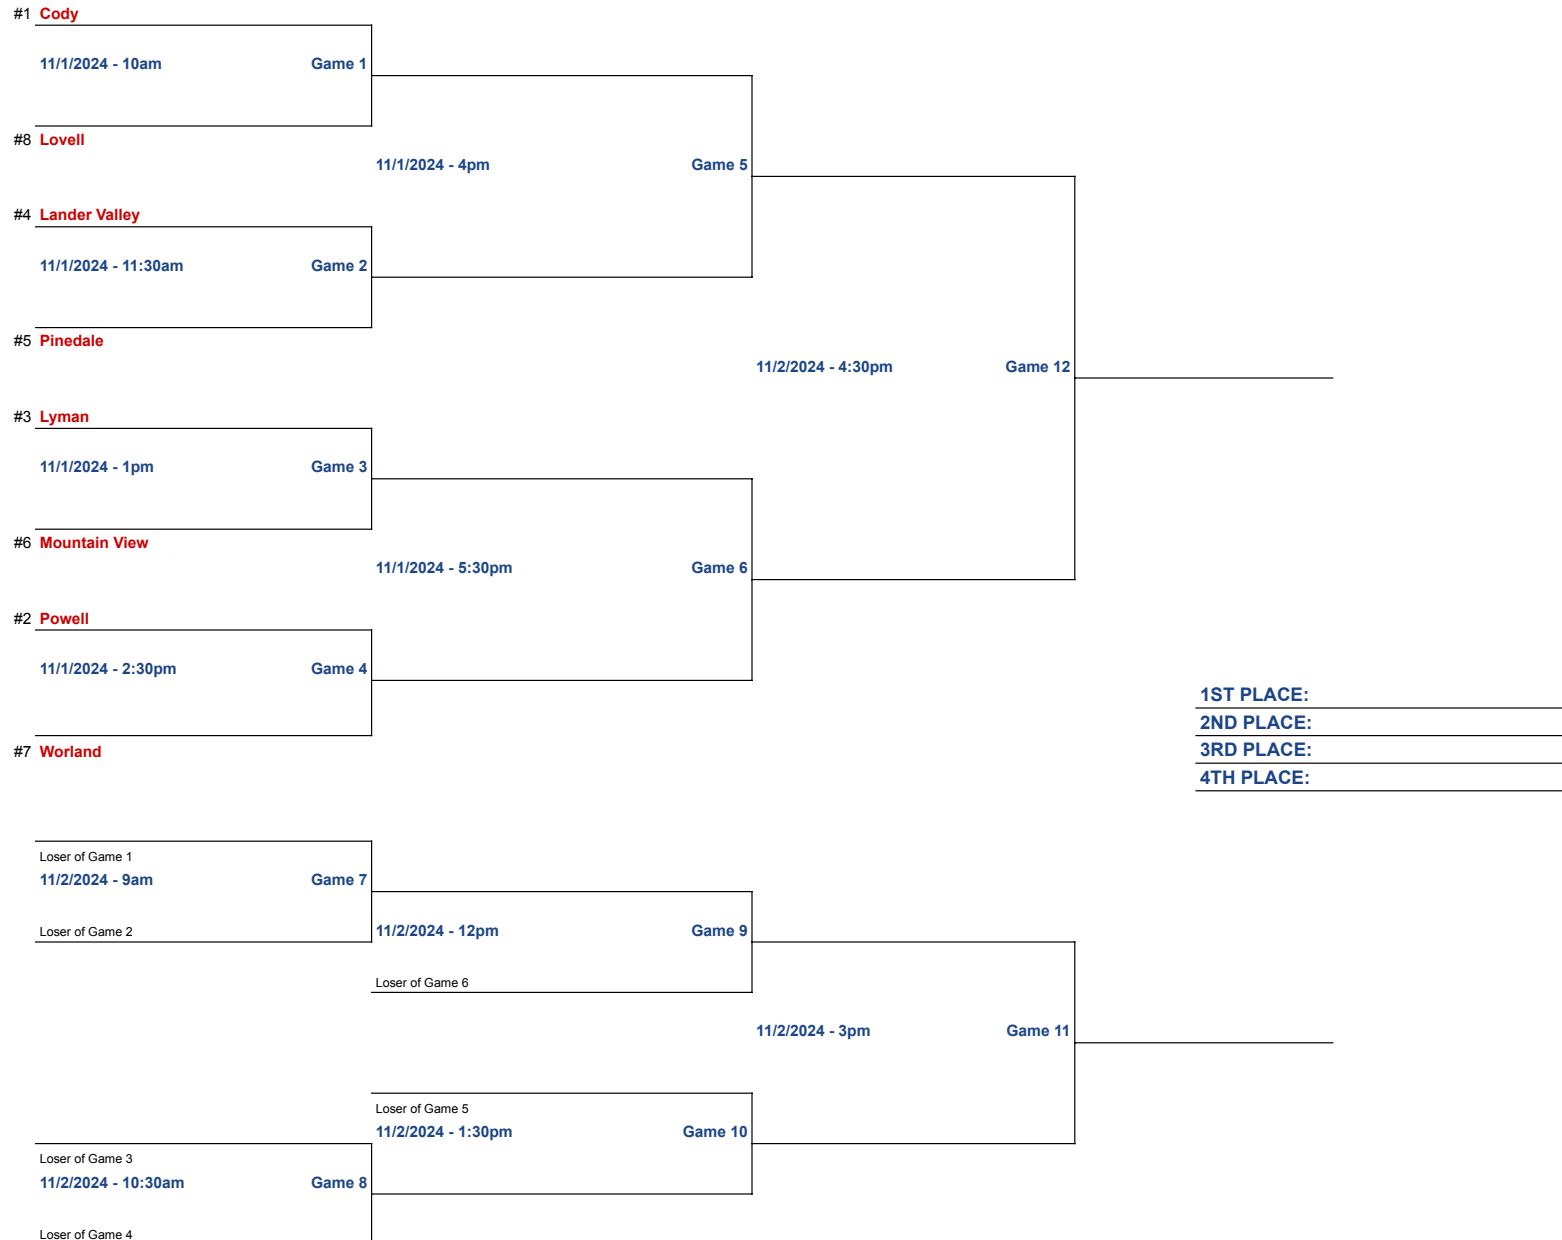 #1 Cody
11/1/2024 - 10am Game 1
#8 Lovell
11/1/2024 - 4pm Game 5
#4 Lander Valley
11/1/2024 - 11:30am Game 2
#5 Pinedale
11/2/2024 - 4:30pm Game 12
#3 Lyman
11/1/2024 - 1pm Game 3
#6 Mountain View
11/1/2024 - 5:30pm Game 6
#2 Powell
11/1/2024 - 2:30pm Game 4
1ST PLACE:
2ND PLACE:
#7 Worland
3RD PLACE:
4TH PLACE:
Loser of Game 1
11/2/2024 - 9am Game 7
Loser of Game 2
11/2/2024 - 12pm Game 9
Loser of Game 6
11/2/2024 - 3pm Game 11
Loser of Game 5
11/2/2024 - 1:30pm Game 10
Loser of Game 3
11/2/2024 - 10:30am Game 8
Loser of Game 4